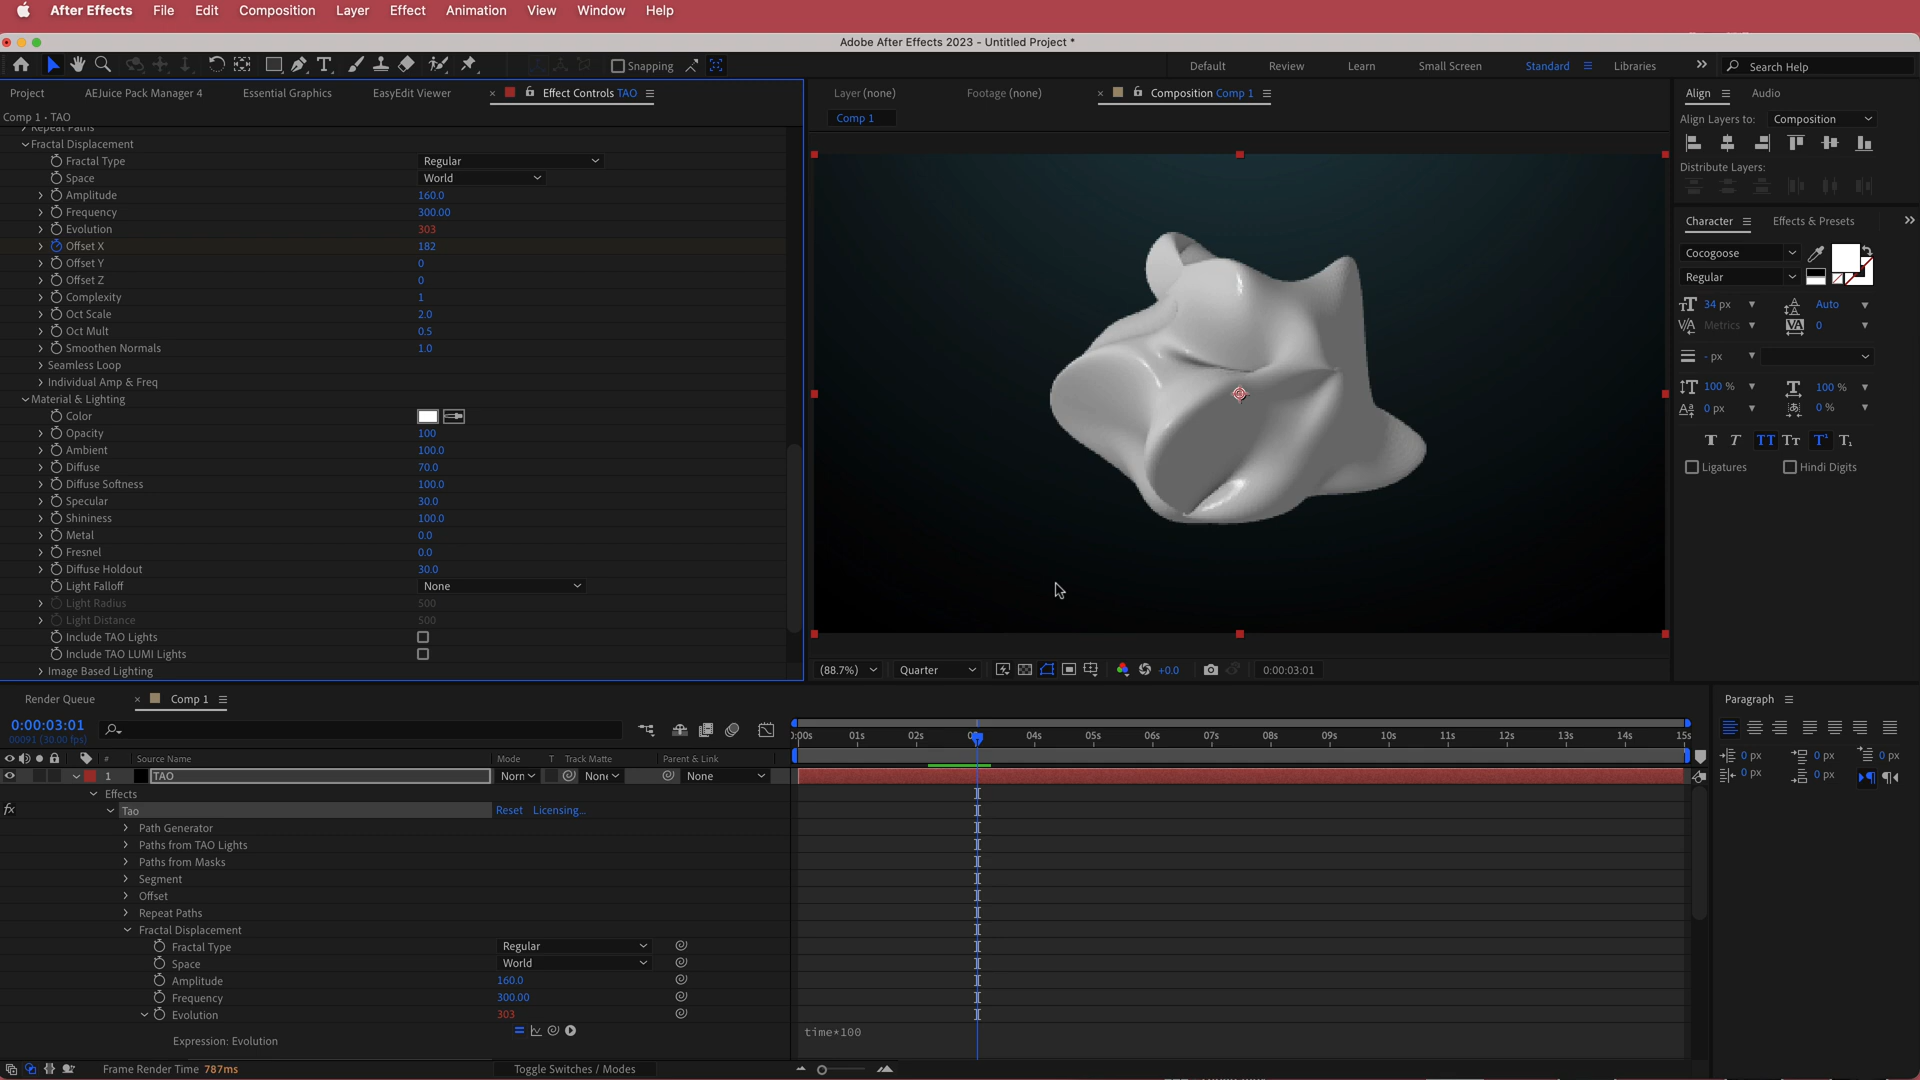 After Effects File Edit Composition Layer Effect Animation View Window Help
Adobe After Effects 2023 - Untitled Project *
Snapping
Default Review Learn Small Screen Standard Libraries Search Help
Project AEJuice Pack Manager 4 Essential Graphics EasyEdit Viewer Effect Controls TAO
Comp 1 • TAO
Repeat Paths
Fractal Displacement
Fractal Type Regular
Space World
Amplitude 160.0
Frequency 300.00
Evolution 303
Offset X 182
Offset Y 0
Offset Z 0
Complexity 1
Oct Scale 2.0
Oct Mult 0.5
Smoothen Normals 1.0
Seamless Loop
Individual Amp & Freq
Material & Lighting
Color
Opacity 100
Ambient 100.0
Diffuse 70.0
Diffuse Softness 100.0
Specular 30.0
Shininess 100.0
Metal 0.0
Fresnel 0.0
Diffuse Holdout 30.0
Light Falloff None
Light Radius 500
Light Distance 500
Include TAO Lights
Include TAO LUMI Lights
Image Based Lighting
Layer (none) Footage (none) Composition Comp 1
Comp 1
(88.7%) Quarter +0.0 0:00:03:01
Align Audio
Align Layers to: Composition
Distribute Layers:
Character Effects & Presets
Cocogoose
Regular
34 px Auto
Metrics 0
- px
100 % 100 %
0 px 0 %
T T TT Tт T¹ T₁
Ligatures Hindi Digits
Render Queue Comp 1
0:00:03:01
00091 (30.00 fps)
# Source Name Mode T Track Matte Parent & Link
1 TAO Norn None None
Effects
fx Tao Reset Licensing...
Path Generator
Paths from TAO Lights
Paths from Masks
Segment
Offset
Repeat Paths
Fractal Displacement
Fractal Type Regular
Space World
Amplitude 160.0
Frequency 300.00
Evolution 303
Expression: Evolution
Frame Render Time 787ms Toggle Switches / Modes
):00s 01s 02s 04s 05s 06s 07s 08s 09s 10s 11s 12s 13s 14s 15s
time*100
Paragraph
0 px 0 px 0 px
0 px 0 px